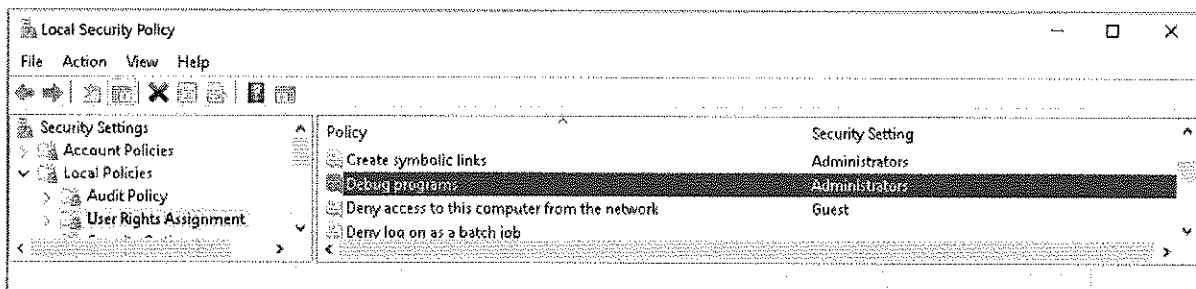 Local Security Policy
File Action View Help
Security Settings
Account Policies
Local Policies
Audit Policy
User Rights Assignment
Policy Security Setting
Create symbolic links Administrators
Debug programs Administrators
Deny access to this computer from the network Guest
Deny log on as a batch job